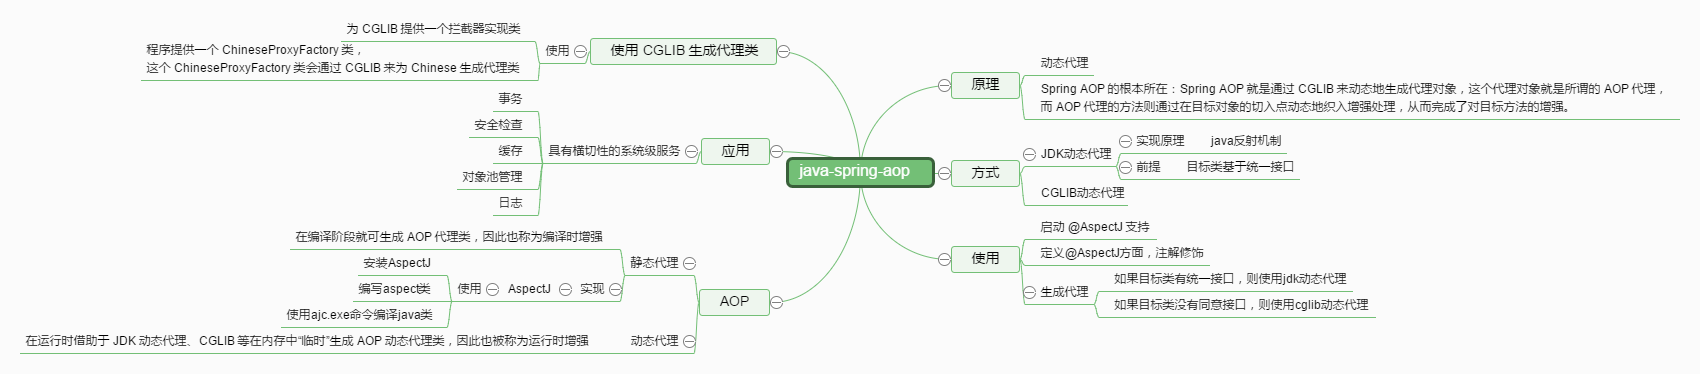 java-spring-aop
原理
动态代理
Spring AOP 的根本所在：Spring AOP 就是通过 CGLIB 来动态地生成代理对象，这个代理对象就是所谓的 AOP 代理，
而 AOP 代理的方法则通过在目标对象的切入点动态地织入增强处理，从而完成了对目标方法的增强。
方式
JDK动态代理
实现原理
java反射机制
前提
目标类基于统一接口
CGLIB动态代理
使用
启动 @AspectJ 支持
定义@AspectJ方面，注解修饰
生成代理
如果目标类有统一接口，则使用jdk动态代理
如果目标类没有同意接口，则使用cglib动态代理
使用 CGLIB 生成代理类
使用
为 CGLIB 提供一个拦截器实现类
程序提供一个 ChineseProxyFactory 类，
这个 ChineseProxyFactory 类会通过 CGLIB 来为 Chinese 生成代理类
应用
具有横切性的系统级服务
事务
安全检查
缓存
对象池管理
日志
AOP
静态代理
在编译阶段就可生成 AOP 代理类，因此也称为编译时增强
实现
AspectJ
使用
安装AspectJ
编写aspect类
使用ajc.exe命令编译java类
动态代理
在运行时借助于 JDK 动态代理、CGLIB 等在内存中“临时”生成 AOP 动态代理类，因此也被称为运行时增强